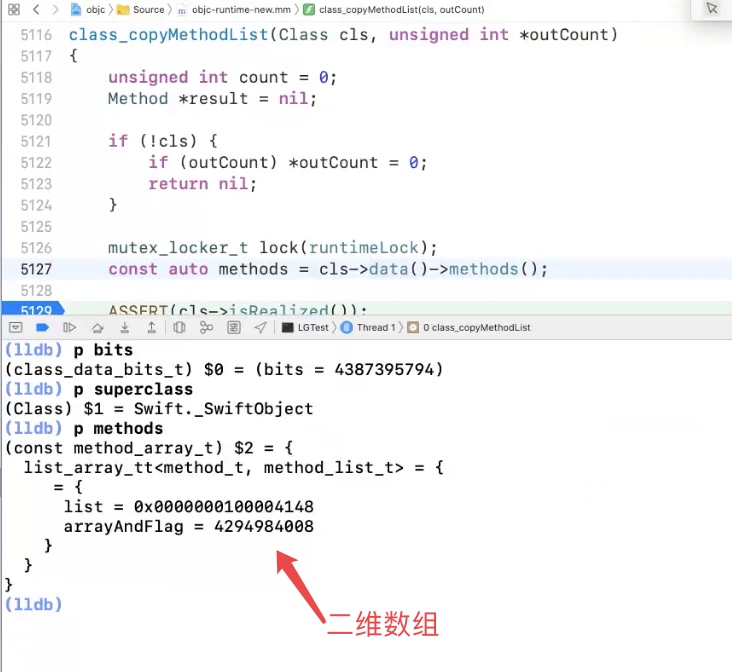 objc 〉 Source 〉 objc-runtime-new.mm 〉 class_copyMethodList(cls, outCount)
5116 class_copyMethodList(Class cls, unsigned int *outCount)
5117 {
5118     unsigned int count = 0;
5119     Method *result = nil;
5120
5121     if (!cls) {
5122         if (outCount) *outCount = 0;
5123         return nil;
5124     }
5125
5126     mutex_locker_t lock(runtimeLock);
5127     const auto methods = cls->data()->methods();
5128
5129     ASSERT(cls->isRealized());
LGTest 〉 Thread 1 〉 0 class_copyMethodList
(lldb) p bits
(class_data_bits_t) $0 = (bits = 4387395794)
(lldb) p superclass
(Class) $1 = Swift._SwiftObject
(lldb) p methods
(const method_array_t) $2 = {
  list_array_tt<method_t, method_list_t> = {
     = {
      list = 0x0000000100004148
      arrayAndFlag = 4294984008
    }
  }
}
(lldb)
二维数组